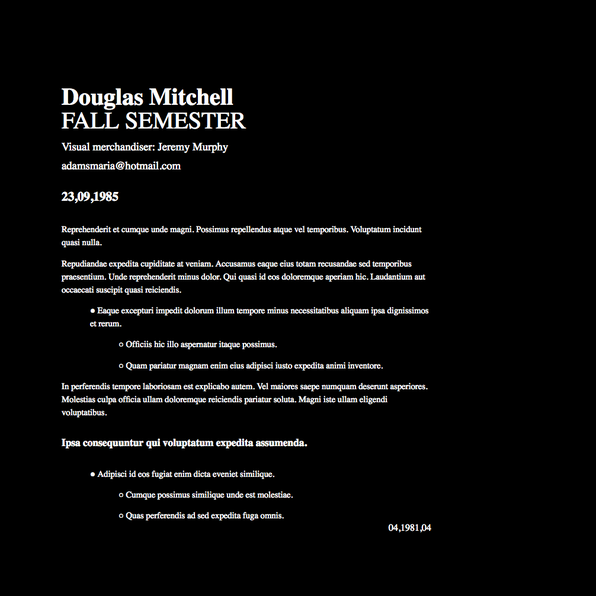 Douglas Mitchell
FALL SEMESTER
Visual merchandiser: Jeremy Murphy
adamsmaria@hotmail.com
23,09,1985
Reprehenderit et cumque unde magni. Possimus repellendus atque vel temporibus. Voluptatum incidunt
quasi nulla.
Repudiandae expedita cupiditate at veniam. Accusamus eaque eius totam recusandae sed temporibus
praesentium. Unde reprehenderit minus dolor. Qui quasi id eos doloremque aperiam hic. Laudantium aut
occaecati suscipit quasi reiciendis.
● Eaque excepturi impedit dolorum illum tempore minus necessitatibus aliquam ipsa dignissimos
et rerum.
○ Officiis hic illo aspernatur itaque possimus.
○ Quam pariatur magnam enim eius adipisci iusto expedita animi inventore.
In perferendis tempore laboriosam est explicabo autem. Vel maiores saepe numquam deserunt asperiores.
Molestias culpa officia ullam doloremque reiciendis pariatur soluta. Magni iste ullam eligendi
voluptatibus.
Ipsa consequuntur qui voluptatum expedita assumenda.
● Adipisci id eos fugiat enim dicta eveniet similique.
○ Cumque possimus similique unde est molestiae.
○ Quas perferendis ad sed expedita fuga omnis.
04,1981,04